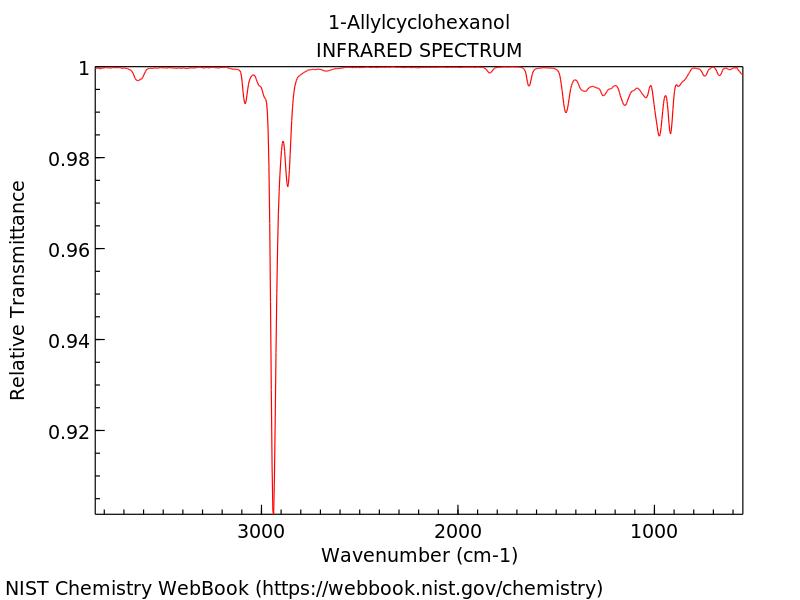 1-Allylcyclohexanol
INFRARED SPECTRUM
1
0.98
0.96
0.94
0.92
Relative Transmittance
3000 2000 1000
Wavenumber (cm-1)
NIST Chemistry WebBook (https://webbook.nist.gov/chemistry)